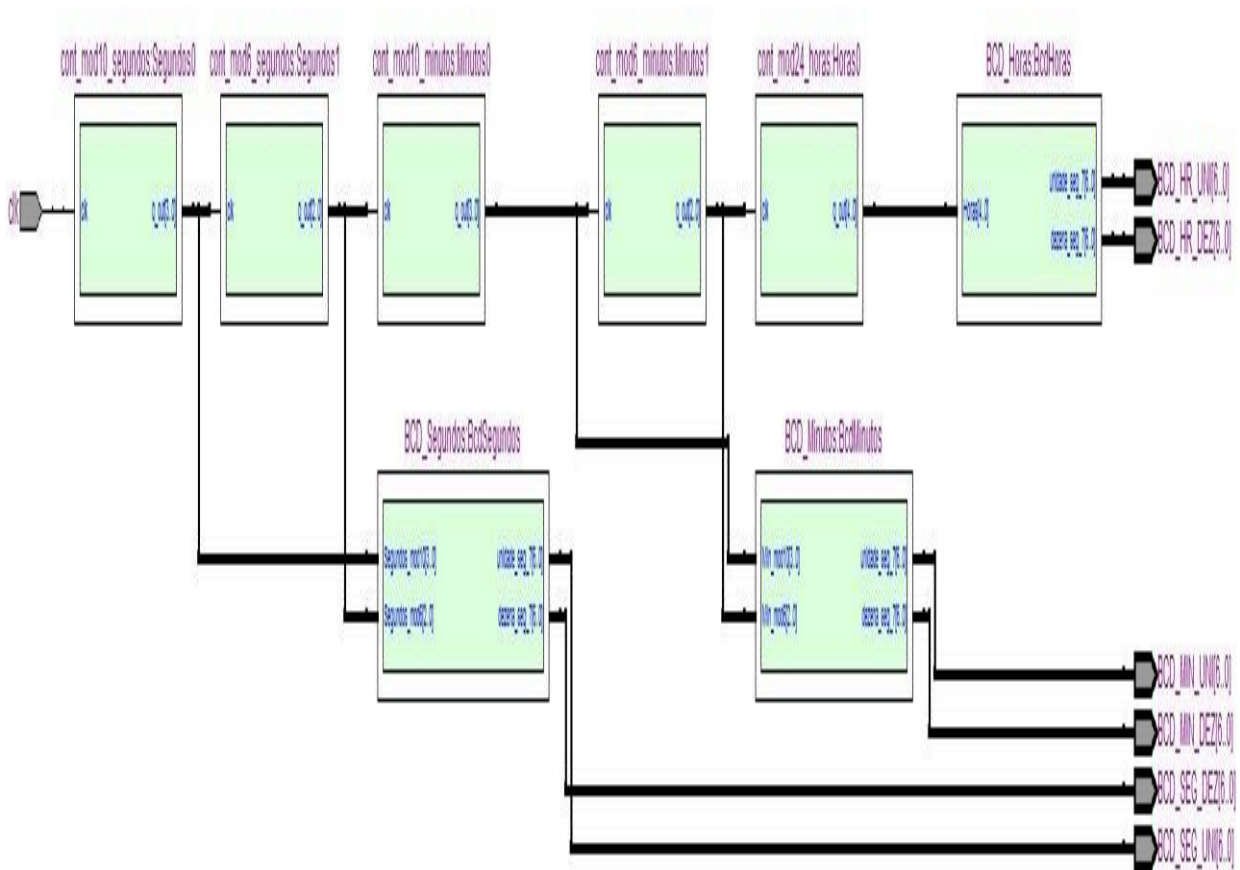 cont_mod10_segundos:Segundos0
cont_mod6_segundos:Segundos1
cont_mod10_minutos:Minutos0
cont_mod6_minutos:Minutos1
cont_mod24_horas:Horas0
BCD_Horas:BcdHoras
clk
clk
q_out[3..0]
clk
q_out[2..0]
clk
q_out[3..0]
clk
q_out[2..0]
clk
q_out[4..0]
Horas[4..0]
unidade_seg_7[6..0]
dezena_seg_7[6..0]
BCD_HR_UNI[6..0]
BCD_HR_DEZ[6..0]
BCD_Segundos:BcdSegundos
Segundos_mod10[3..0]
Segundos_mod6[2..0]
unidade_seg_7[6..0]
dezena_seg_7[6..0]
BCD_Minutos:BcdMinutos
Min_mod10[3..0]
Min_mod6[2..0]
unidade_seg_7[6..0]
dezena_seg_7[6..0]
BCD_MIN_UNI[6..0]
BCD_MIN_DEZ[6..0]
BCD_SEG_DEZ[6..0]
BCD_SEG_UNI[6..0]